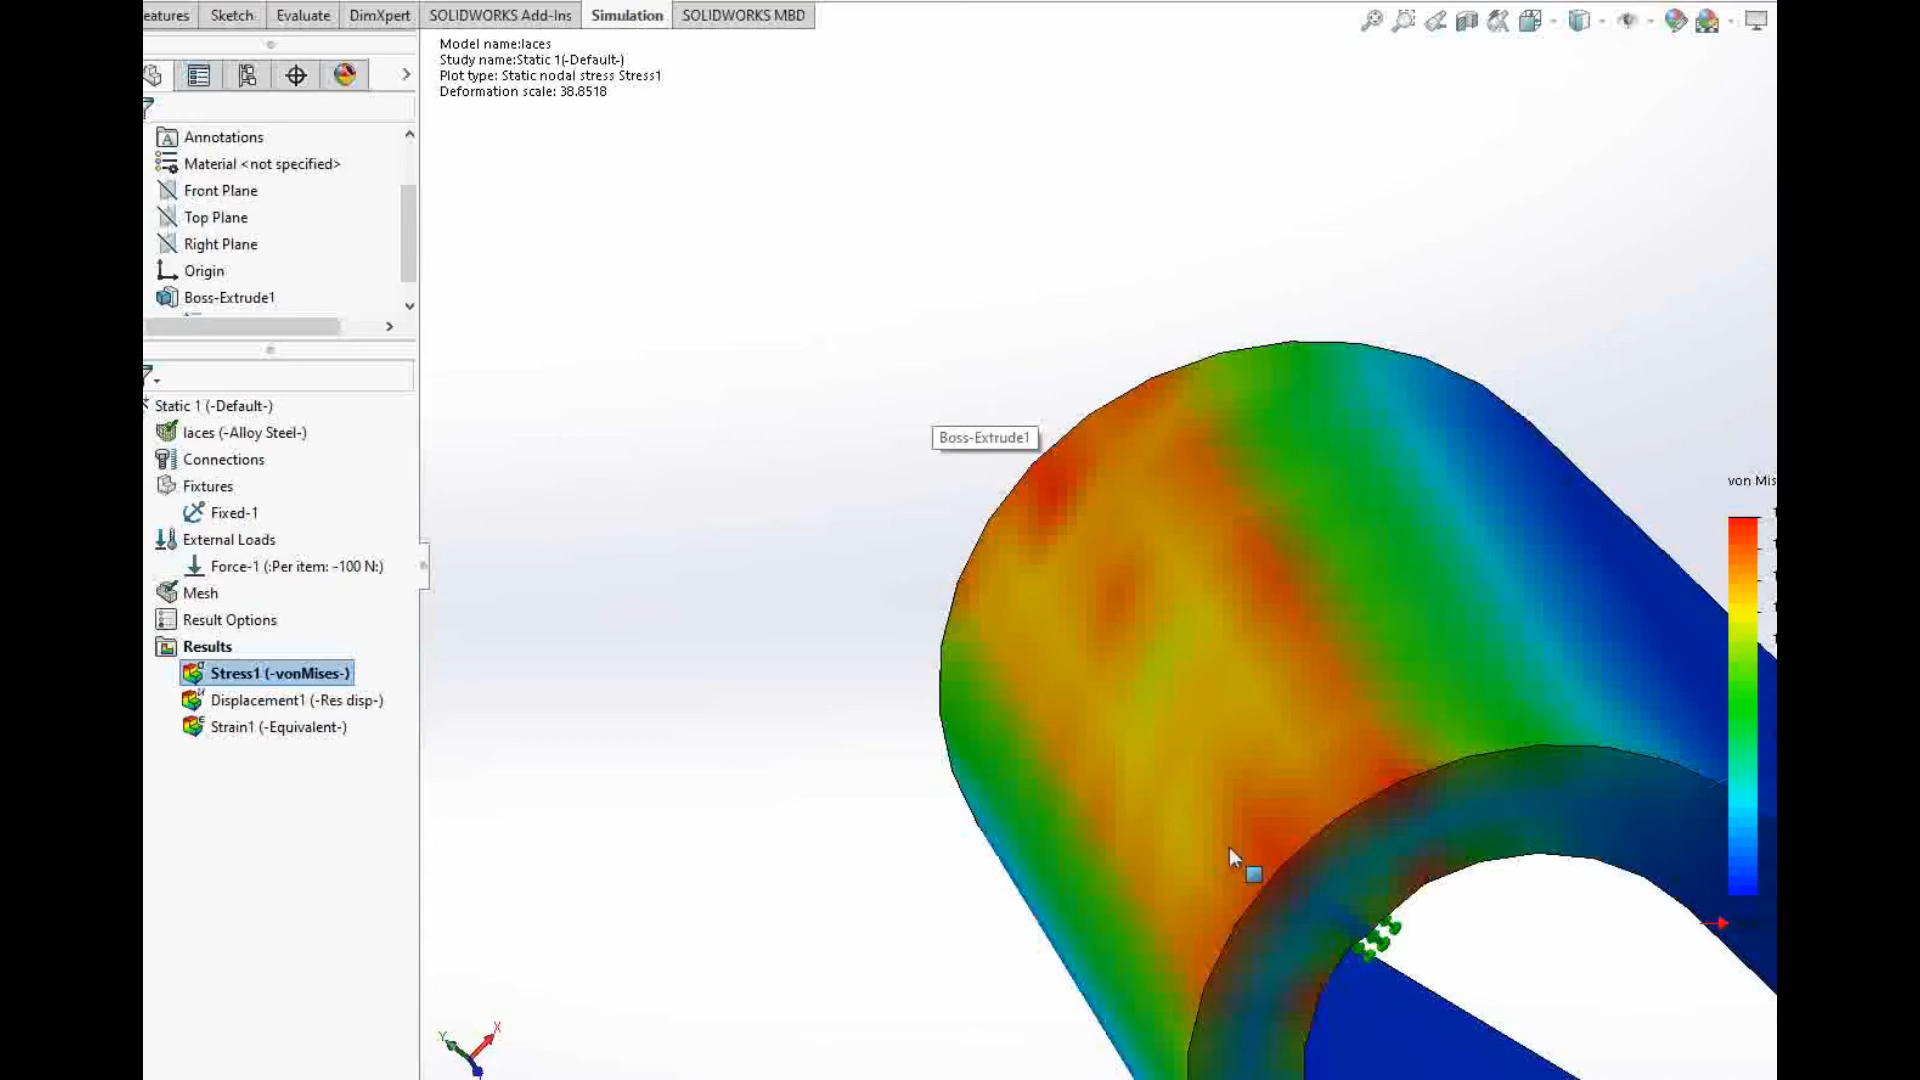 eatures
Sketch
Evaluate
DimXpert
SOLIDWORKS Add-Ins
Simulation
SOLIDWORKS MBD
Model name:laces
Study name:Static 1(-Default-)
Plot type: Static nodal stress Stress1
Deformation scale: 38.8518
Annotations
Material <not specified>
Front Plane
Top Plane
Right Plane
Origin
Boss-Extrude1
Static 1 (-Default-)
laces (-Alloy Steel-)
Connections
Fixtures
Fixed-1
External Loads
Force-1 (:Per item: -100 N:)
Mesh
Result Options
Results
Stress1 (-vonMises-)
Displacement1 (-Res disp-)
Strain1 (-Equivalent-)
Boss-Extrude1
von Mis
Y
X